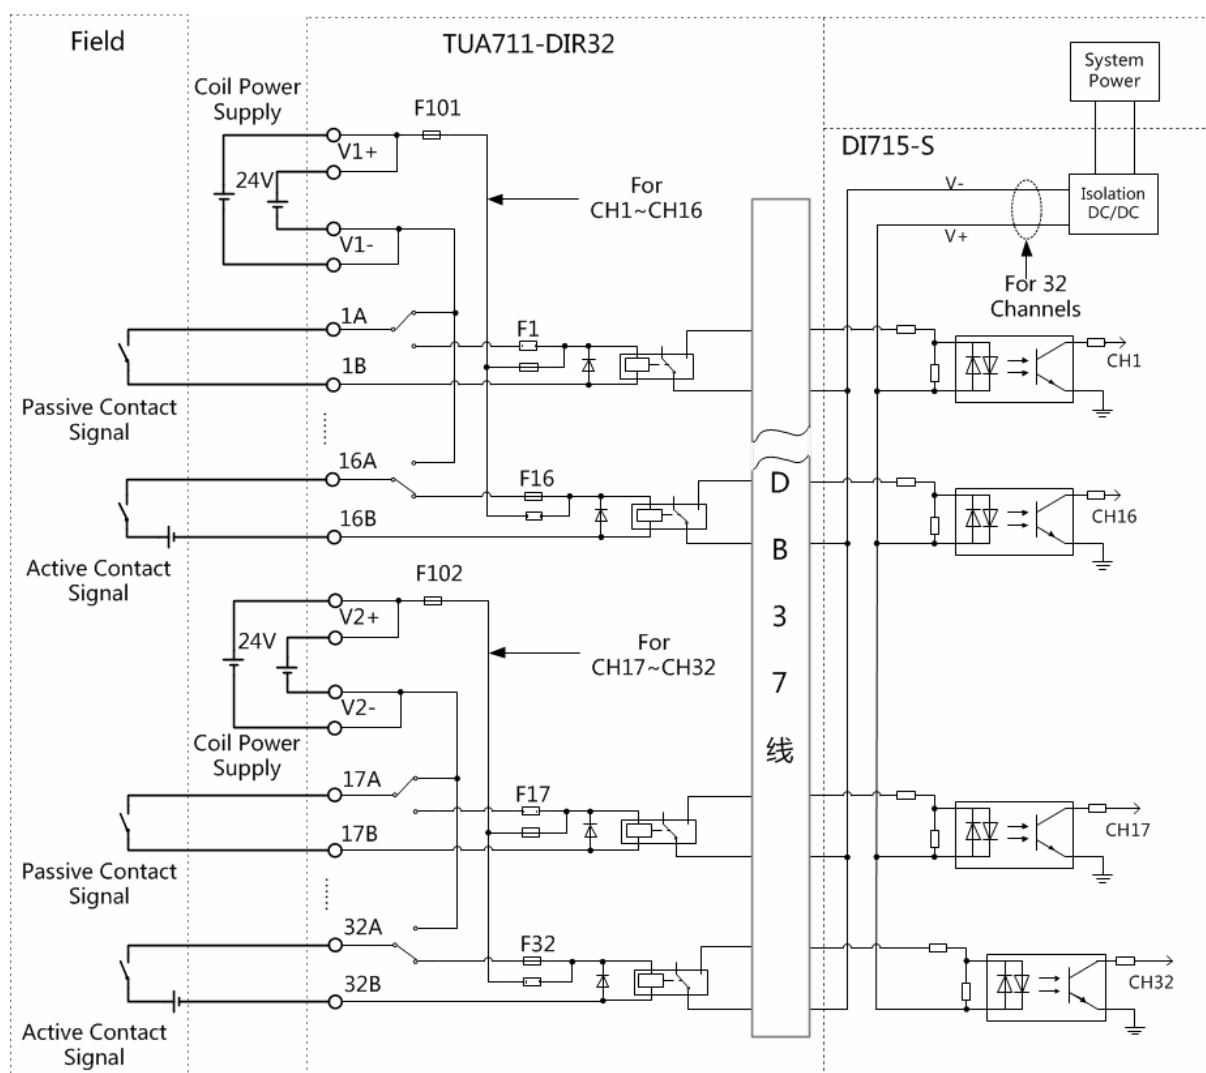 Field
TUA711-DIR32
System
Power
Coil Power
Supply
F101
DI715-S
V1+
24V
For
CH1~CH16
V-
Isolation
DC/DC
V1-
V+
For 32
Channels
1A
F1
1B
CH1
Passive Contact
Signal
16A
F16
D
16B
CH16
B
Active Contact
Signal
F102
V2+
3
24V
For
CH17~CH32
7
V2-
线
Coil Power
Supply
17A
F17
17B
CH17
Passive Contact
Signal
32A
F32
32B
CH32
Active Contact
Signal